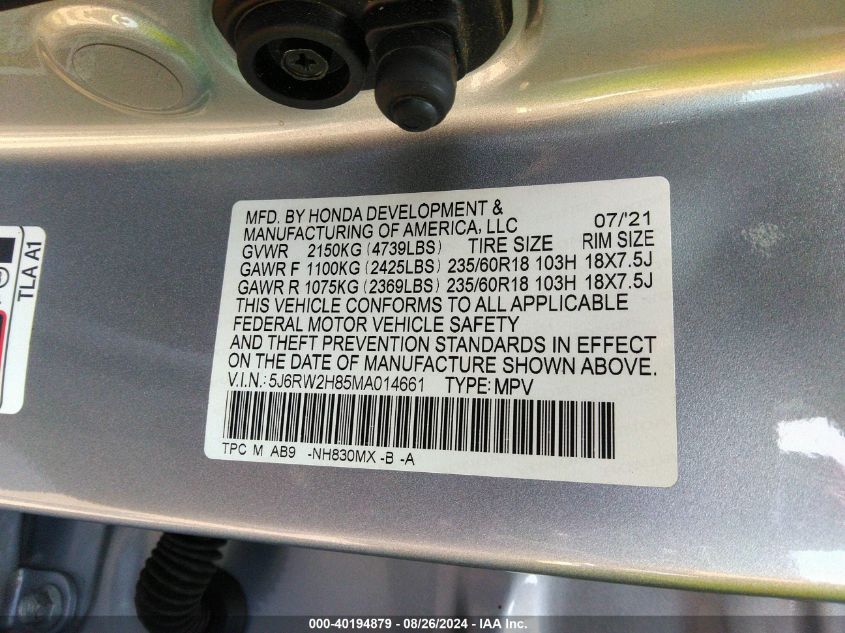 MFD. BY HONDA DEVELOPMENT &
MANUFACTURING OF AMERICA, LLC 07/'21
GVWR 2150KG (4739LBS) TIRE SIZE RIM SIZE
GAWR F 1100KG (2425LBS) 235/60R18 103H 18X7.5J
GAWR R 1075KG (2369LBS) 235/60R18 103H 18X7.5J
THIS VEHICLE CONFORMS TO ALL APPLICABLE
FEDERAL MOTOR VEHICLE SAFETY
AND THEFT PREVENTION STANDARDS IN EFFECT
ON THE DATE OF MANUFACTURE SHOWN ABOVE.
V.I.N.: 5J6RW2H85MA014661 TYPE: MPV
TPC M AB9 -NH830MX -B -A
TLA A1
000-40194879 - 08/26/2024 - IAA Inc.